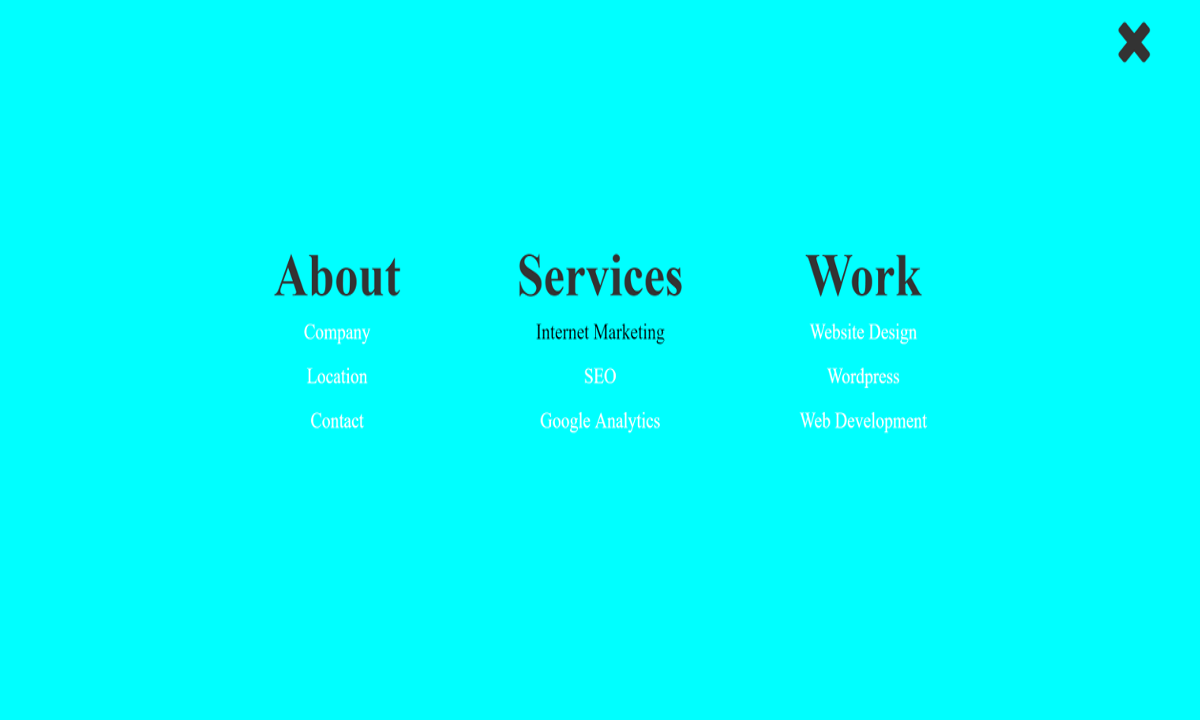 About
Company
Location
Contact
Services
Internet Marketing
SEO
Google Analytics
Work
Website Design
Wordpress
Web Development